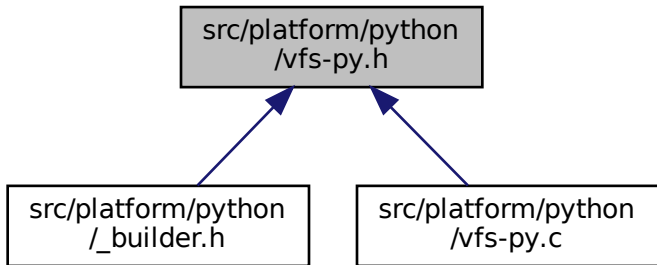 src/platform/python
/vfs-py.h
src/platform/python
/_builder.h
src/platform/python
/vfs-py.c